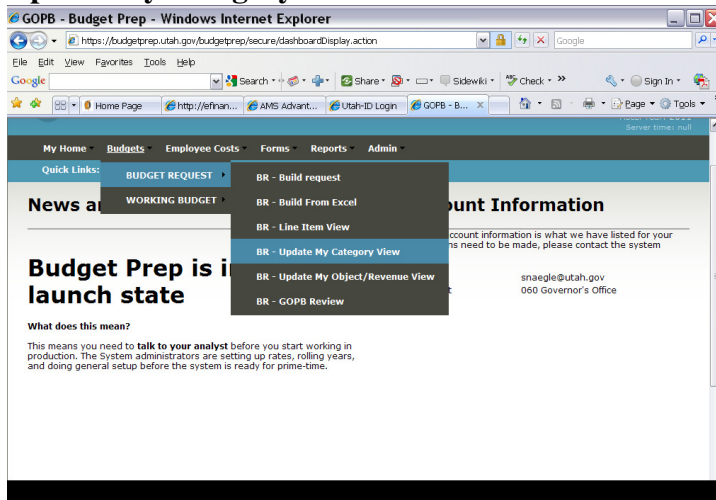 GOPB - Budget Prep - Windows Internet Explorer
https://budgetprep.utah.gov/budgetprep/secure/dashboardDisplay.action
Google
File Edit View Favorites Tools Help
Google Search Share Sidewiki Check » Sign In
Home Page http://efinan... AMS Advant... Utah-ID Login GOPB - B... X Page Tools
Server time: null
My Home Budgets Employee Costs Forms Reports Admin
Quick Links:
BUDGET REQUEST
WORKING BUDGET
BR - Build request
BR - Build From Excel
BR - Line Item View
BR - Update My Category View
BR - Update My Object/Revenue View
BR - GOPB Review
News
Information
information is what we have listed for your
need to be made, please contact the system
snaegle@utah.gov
060 Governor's Office
Budget Prep is
launch state
What does this mean?
This means you need to talk to your analyst before you start working in
production. The System administrators are setting up rates, rolling years,
and doing general setup before the system is ready for prime-time.